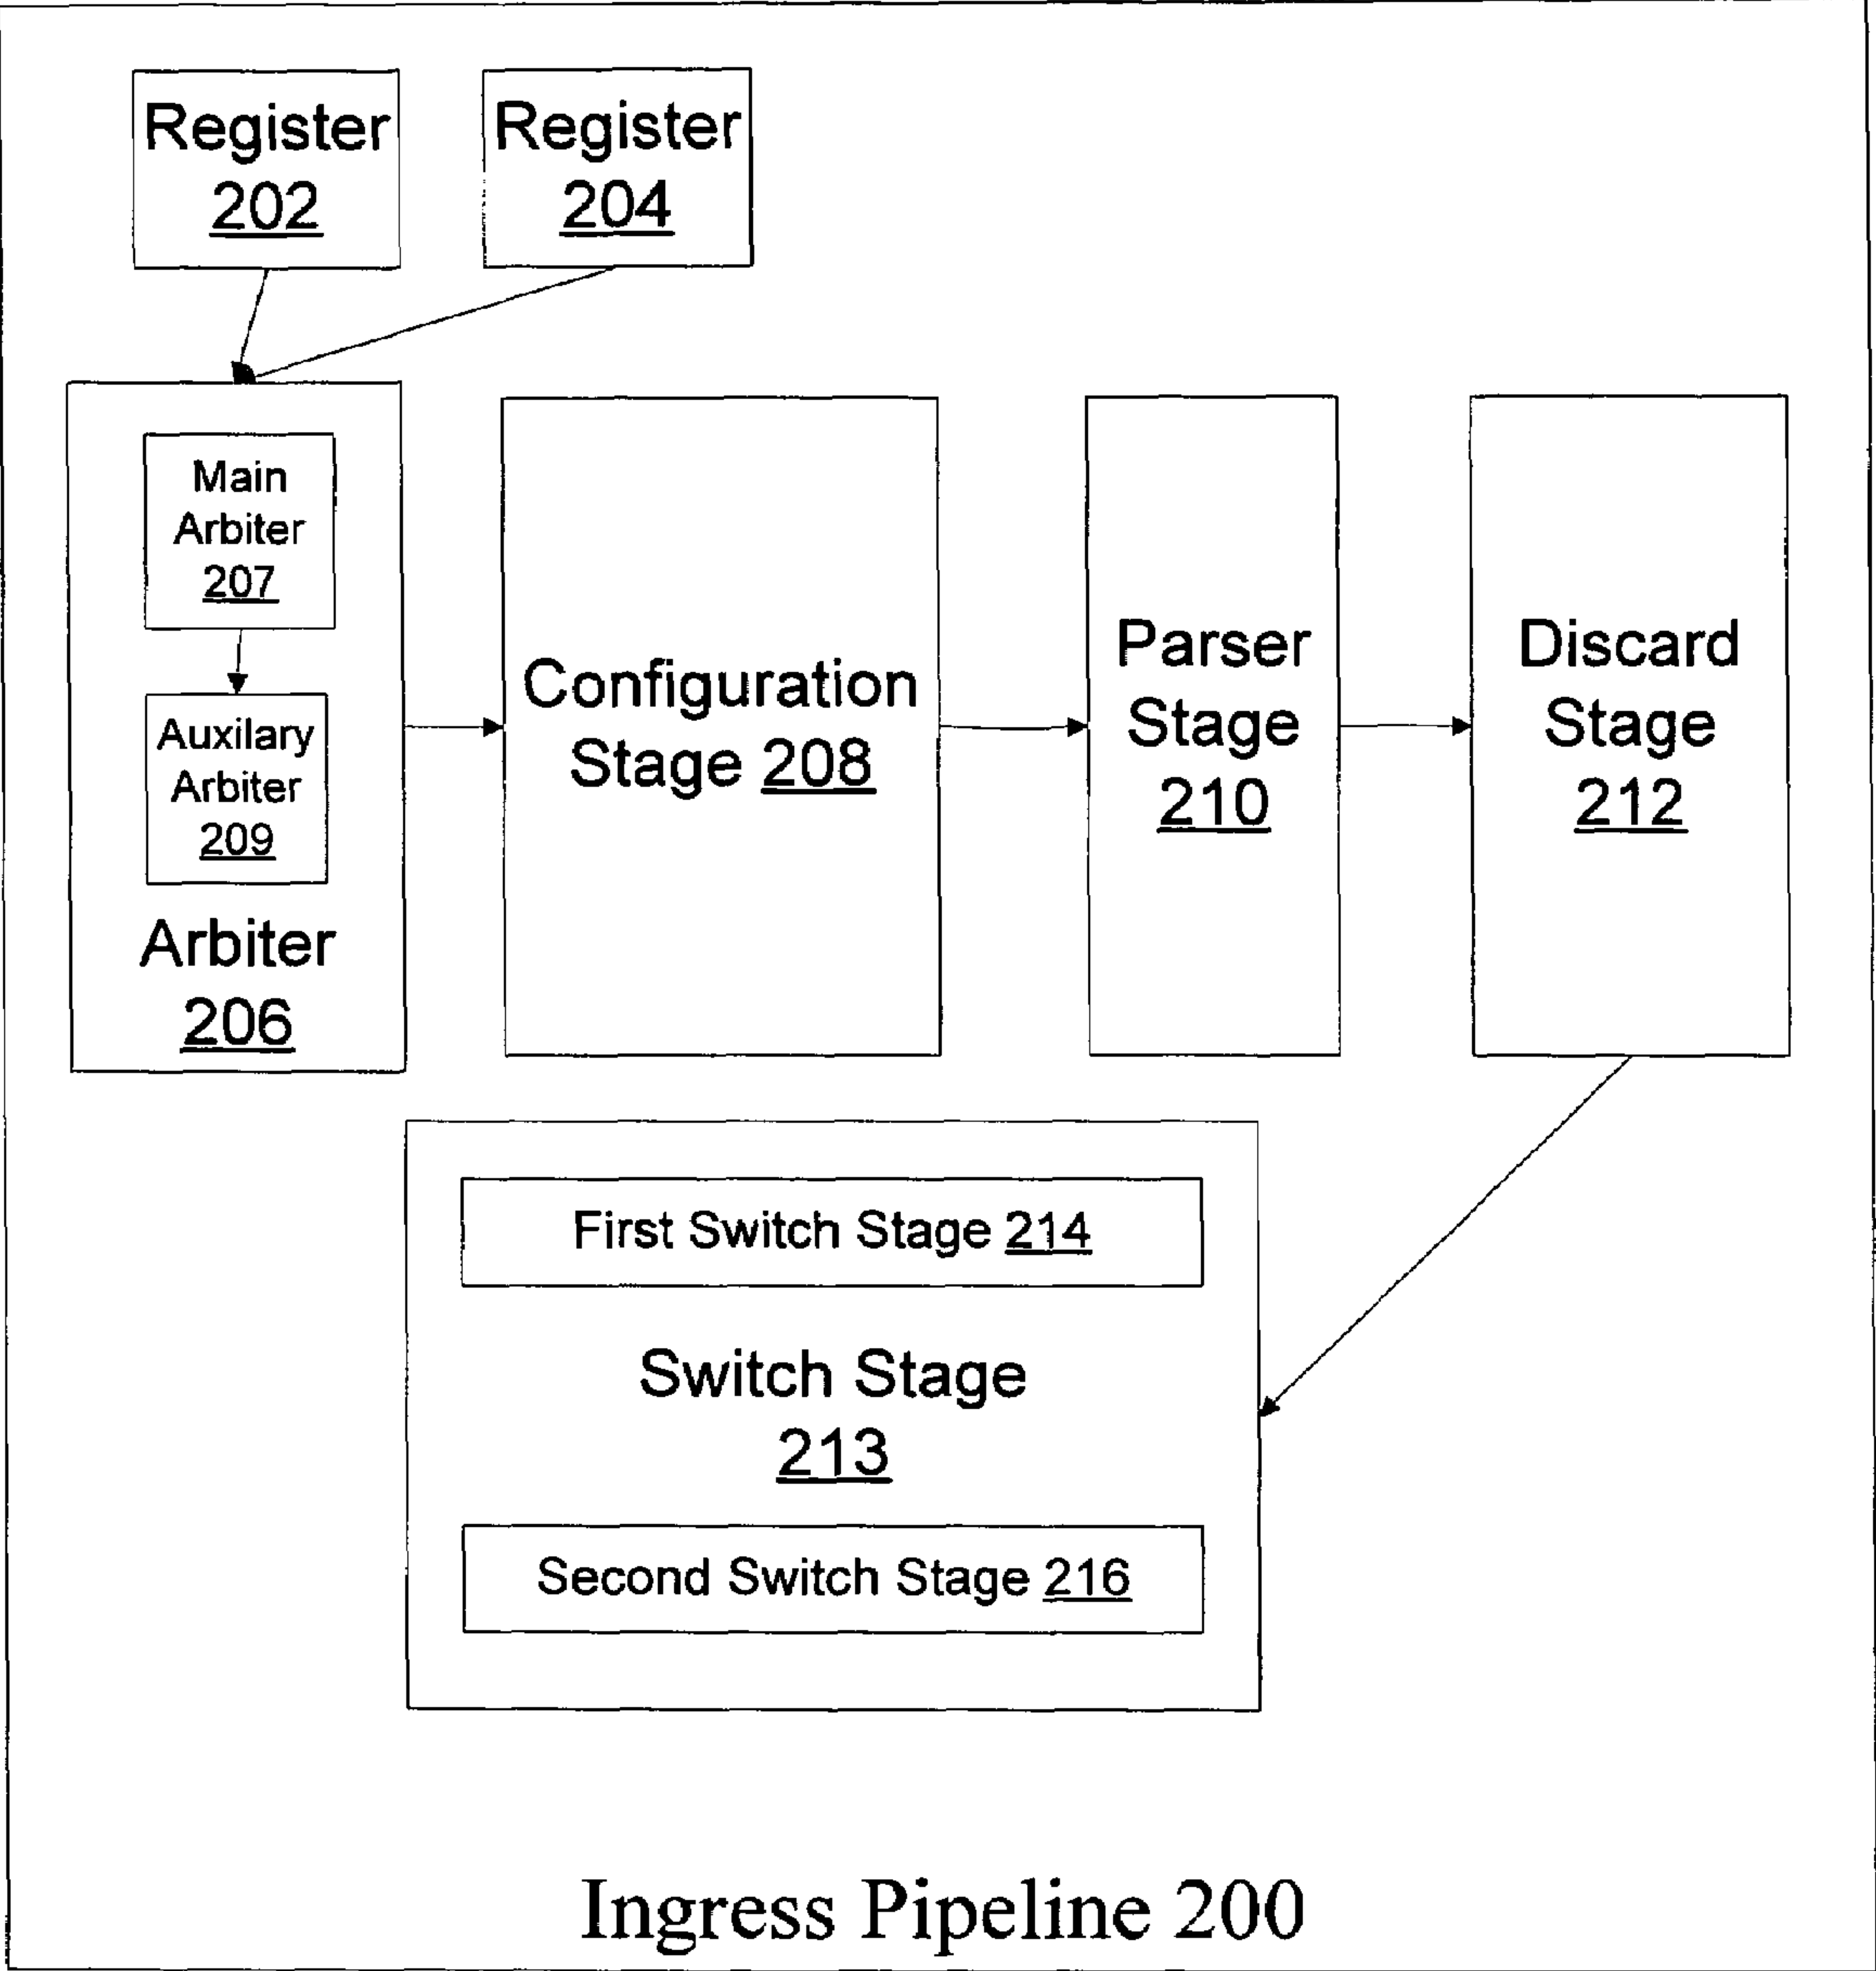 Register
202
Register
204
Main
Arbiter
207
Auxilary
Arbiter
209
Arbiter
206
Configuration
Stage 208
Parser
Stage
210
Discard
Stage
212
First Switch Stage 214
Switch Stage
213
Second Switch Stage 216
Ingress Pipeline 200